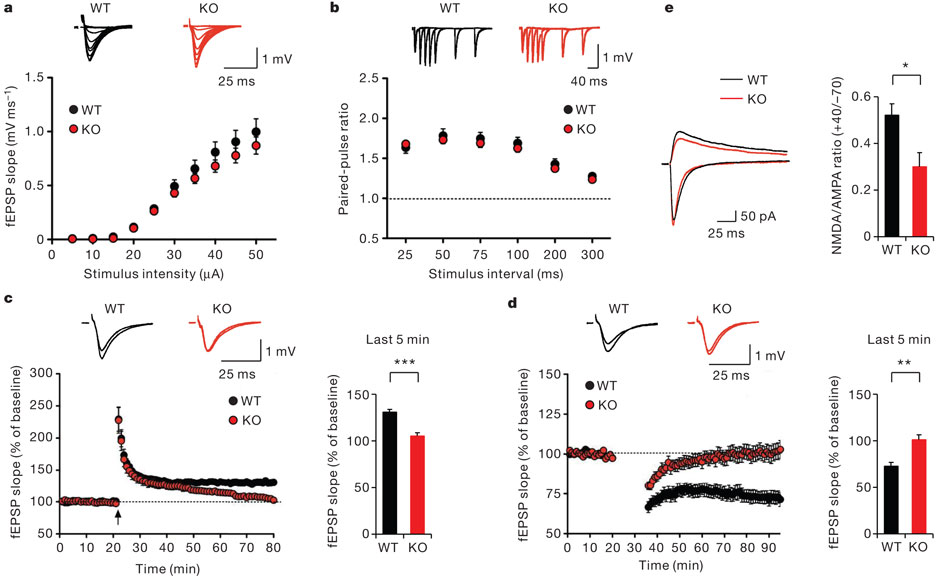 a
WT
KO
1 mV
25 ms
fEPSP slope (mV ms⁻¹)
1.5
1.0
0.5
0
WT
KO
0
10
20
30
40
50
Stimulus intensity (µA)
b
WT
KO
1 mV
40 ms
Paired-pulse ratio
2.5
2.0
1.5
1.0
0.5
WT
KO
25
50
75
100
200
300
Stimulus interval (ms)
e
WT
KO
50 pA
25 ms
NMDA/AMPA ratio (+40/−70)
*
0.6
0.4
0.2
0
WT
KO
c
WT
KO
1 mV
25 ms
fEPSP slope (% of baseline)
300
250
200
150
100
50
WT
KO
0
10
20
30
40
50
60
70
80
Time (min)
Last 5 min
***
fEPSP slope (% of baseline)
150
100
50
0
WT
KO
d
WT
KO
1 mV
25 ms
fEPSP slope (% of baseline)
150
125
100
75
50
WT
KO
0
10
20
30
40
50
60
70
80
90
Time (min)
Last 5 min
**
fEPSP slope (% of baseline)
150
100
50
0
WT
KO